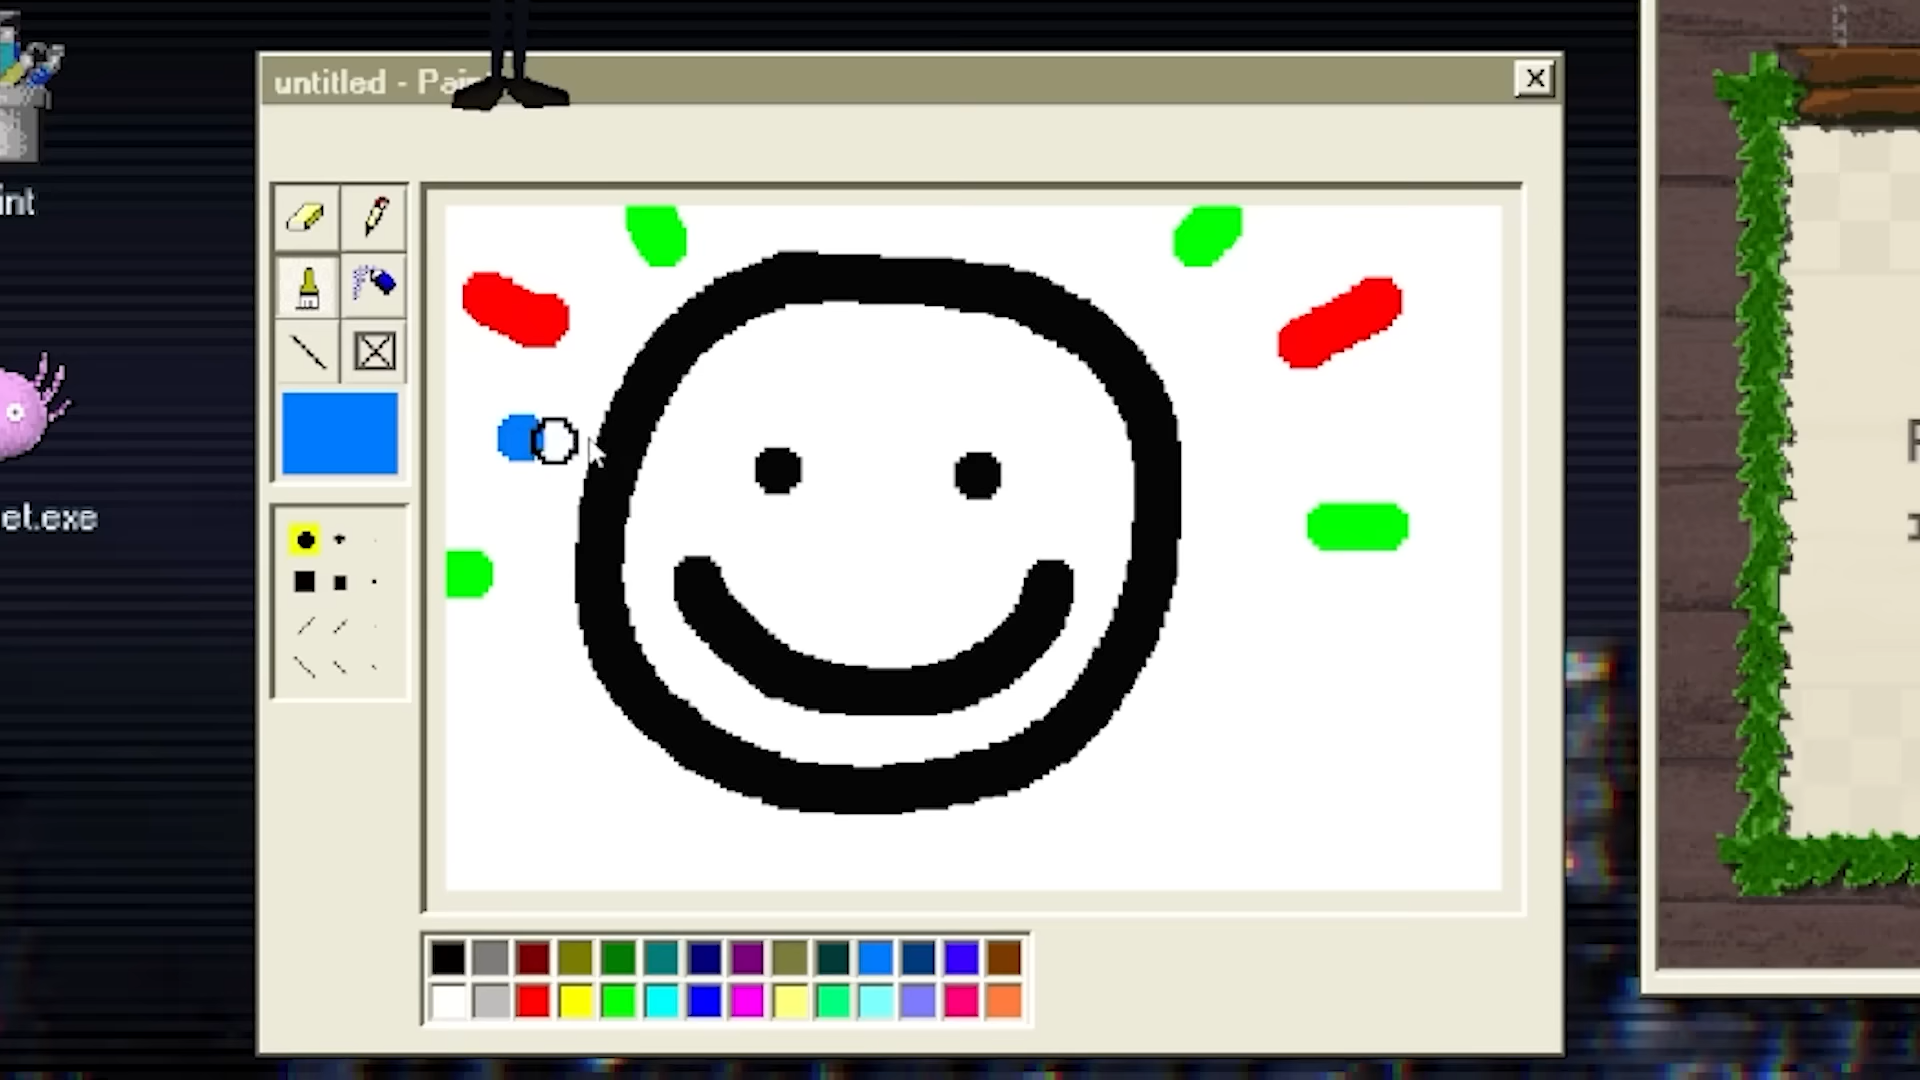 untitled - Pai
int
et.exe